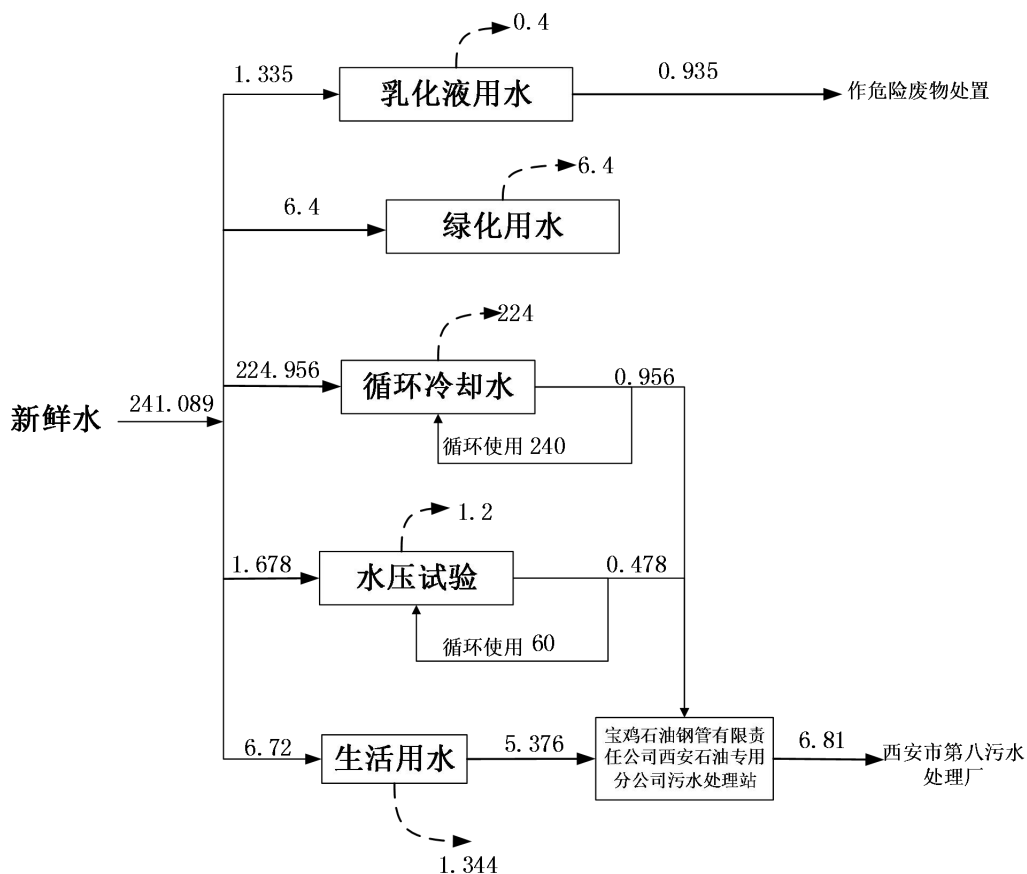 0.4
1.335
乳化液用水
0.935
作危险废物处置
6.4
6.4
绿化用水
224
224.956
循环冷却水
0.956
循环使用 240
新鲜水
241.089
1.2
1.678
水压试验
0.478
循环使用 60
6.72
生活用水
5.376
宝鸡石油钢管有限责
任公司西安石油专用
分公司污水处理站
6.81
西安市第八污水
处理厂
1.344